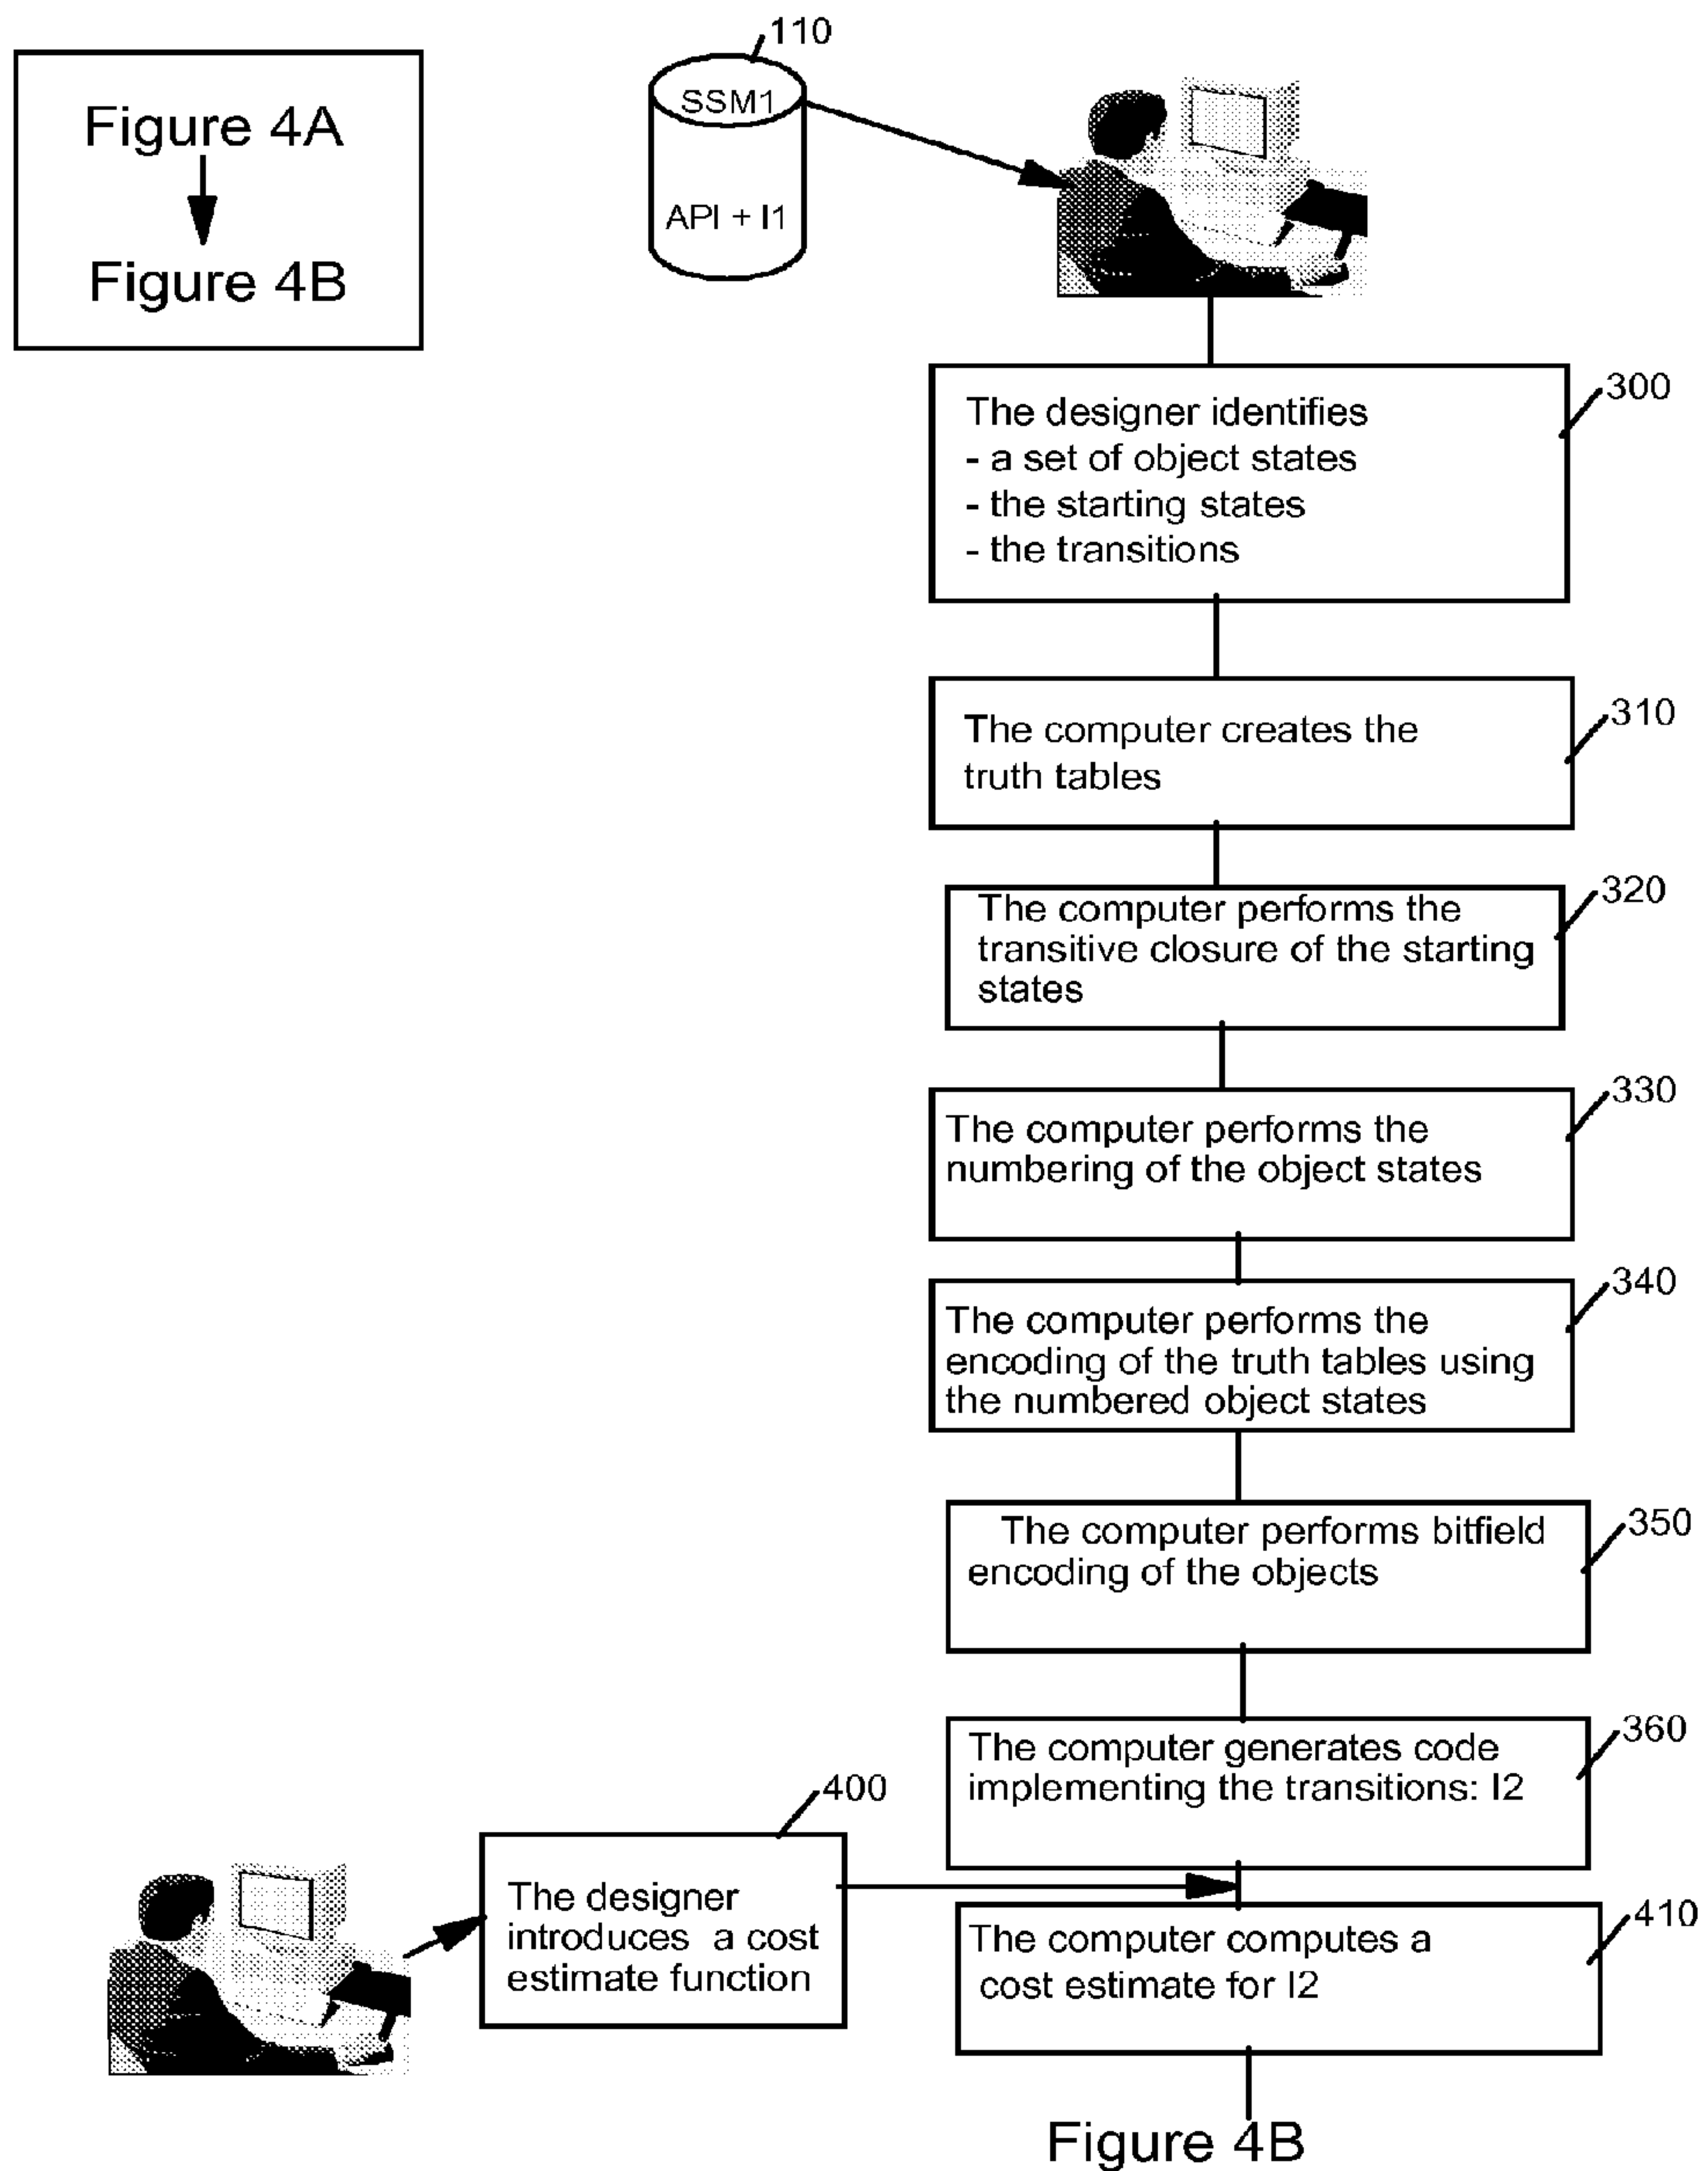 Figure 4A
Figure 4B
110
SSM1
API + I1
300
The designer identifies
- a set of object states
- the starting states
- the transitions
310
The computer creates the
truth tables
320
The computer performs the
transitive closure of the starting
states
330
The computer performs the
numbering of the object states
340
The computer performs the
encoding of the truth tables using
the numbered object states
350
The computer performs bitfield
encoding of the objects
360
The computer generates code
implementing the transitions: I2
400
The designer
introduces a cost
estimate function
410
The computer computes a
cost estimate for I2
Figure 4B